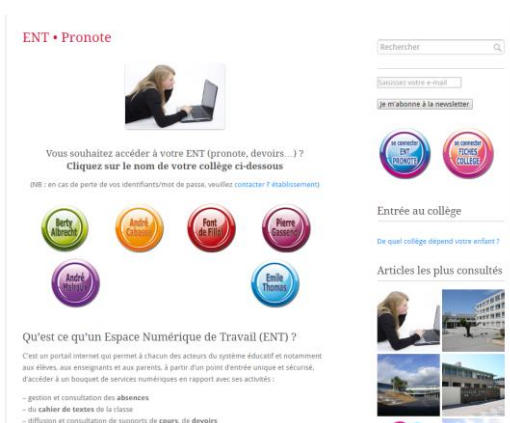 ENT • Pronote
Vous souhaitez accéder à votre ENT (pronote, devoirs...) ?
Cliquez sur le nom de votre collège ci-dessous
(NB : en cas de perte de vos identifiants/mot de passe, veuillez contacter l' établissement)
Berty
Albrecht
André
Font
de Fillol
Pierre
Gassendi
André
Malraux
Emile
Thomas
Qu'est ce qu'un Espace Numérique de Travail (ENT) ?
C'est un portail internet qui permet à chacun des acteurs du système éducatif et notamment
aux élèves, aux enseignants et aux parents, à partir d'un point d'entrée unique et sécurisé,
d'accéder à un bouquet de services numériques en rapport avec ses activités :
– gestion et consultation des absences
– du cahier de textes de la classe
– diffusion et consultation de supports de cours, de devoirs
Rechercher
Saisissez votre e-mail
Je m'abonne à la newsletter
se connecter
ENT
PRONOTE
se connecter
FICHES
COLLEGE
Entrée au collège
De quel collège dépend votre enfant ?
Articles les plus consultés